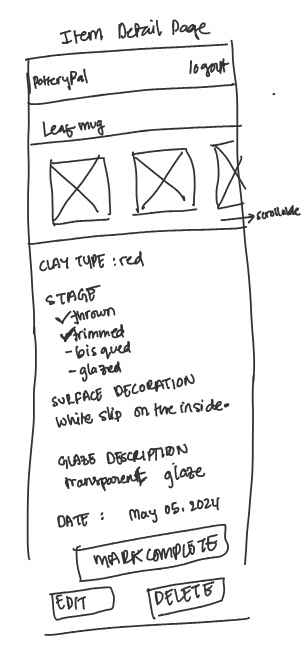 Item Detail Page
PotteryPal logout
Leaf mug
→ scrollable
CLAY TYPE : red
STAGE
✓ thrown
✓ trimmed
- bisqued
- glazed
SURFACE DECORATION
White slip on the inside.
GLAZE DESCRIPTION
transparent glaze
DATE : May 05, 2024
MARK COMPLETE
EDIT DELETE